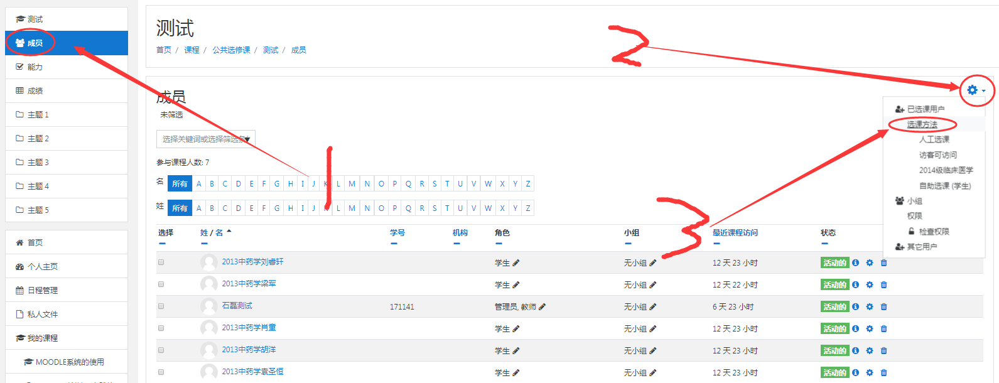 测试
成员
能力
成绩
主题 1
主题 2
主题 3
主题 4
主题 5
首页
个人主页
日程管理
私人文件
我的课程
MOODLE系统的使用
测试
首页 / 课程 / 公共选修课 / 测试 / 成员
2
成员
未筛选
选择关键词或选择筛选条
参与课程人数: 7
名 所有 A B C D E F G H I J K L M N O P Q R S T U V W X Y Z
姓 所有 A B C D E F G H I J K L M N O P Q R S T U V W X Y Z
1
3
已选课用户
选课方法
人工选课
访客可访问
2014级临床医学
自助选课 (学生)
小组
权限
检查权限
其它用户
选择 姓 / 名 学号 机构 角色 小组 最近课程访问 状态
2013中药学刘睿轩 学生 无小组 12 天 23 小时 活动的
2013中药学梁军 学生 无小组 12 天 22 小时 活动的
石磊测试 171141 管理员, 教师 无小组 6 天 23 小时 活动的
2013中药学肖童 学生 无小组 12 天 23 小时 活动的
2013中药学胡洋 学生 无小组 12 天 23 小时 活动的
2013中药学袁圣恒 学生 无小组 12 天 23 小时 活动的